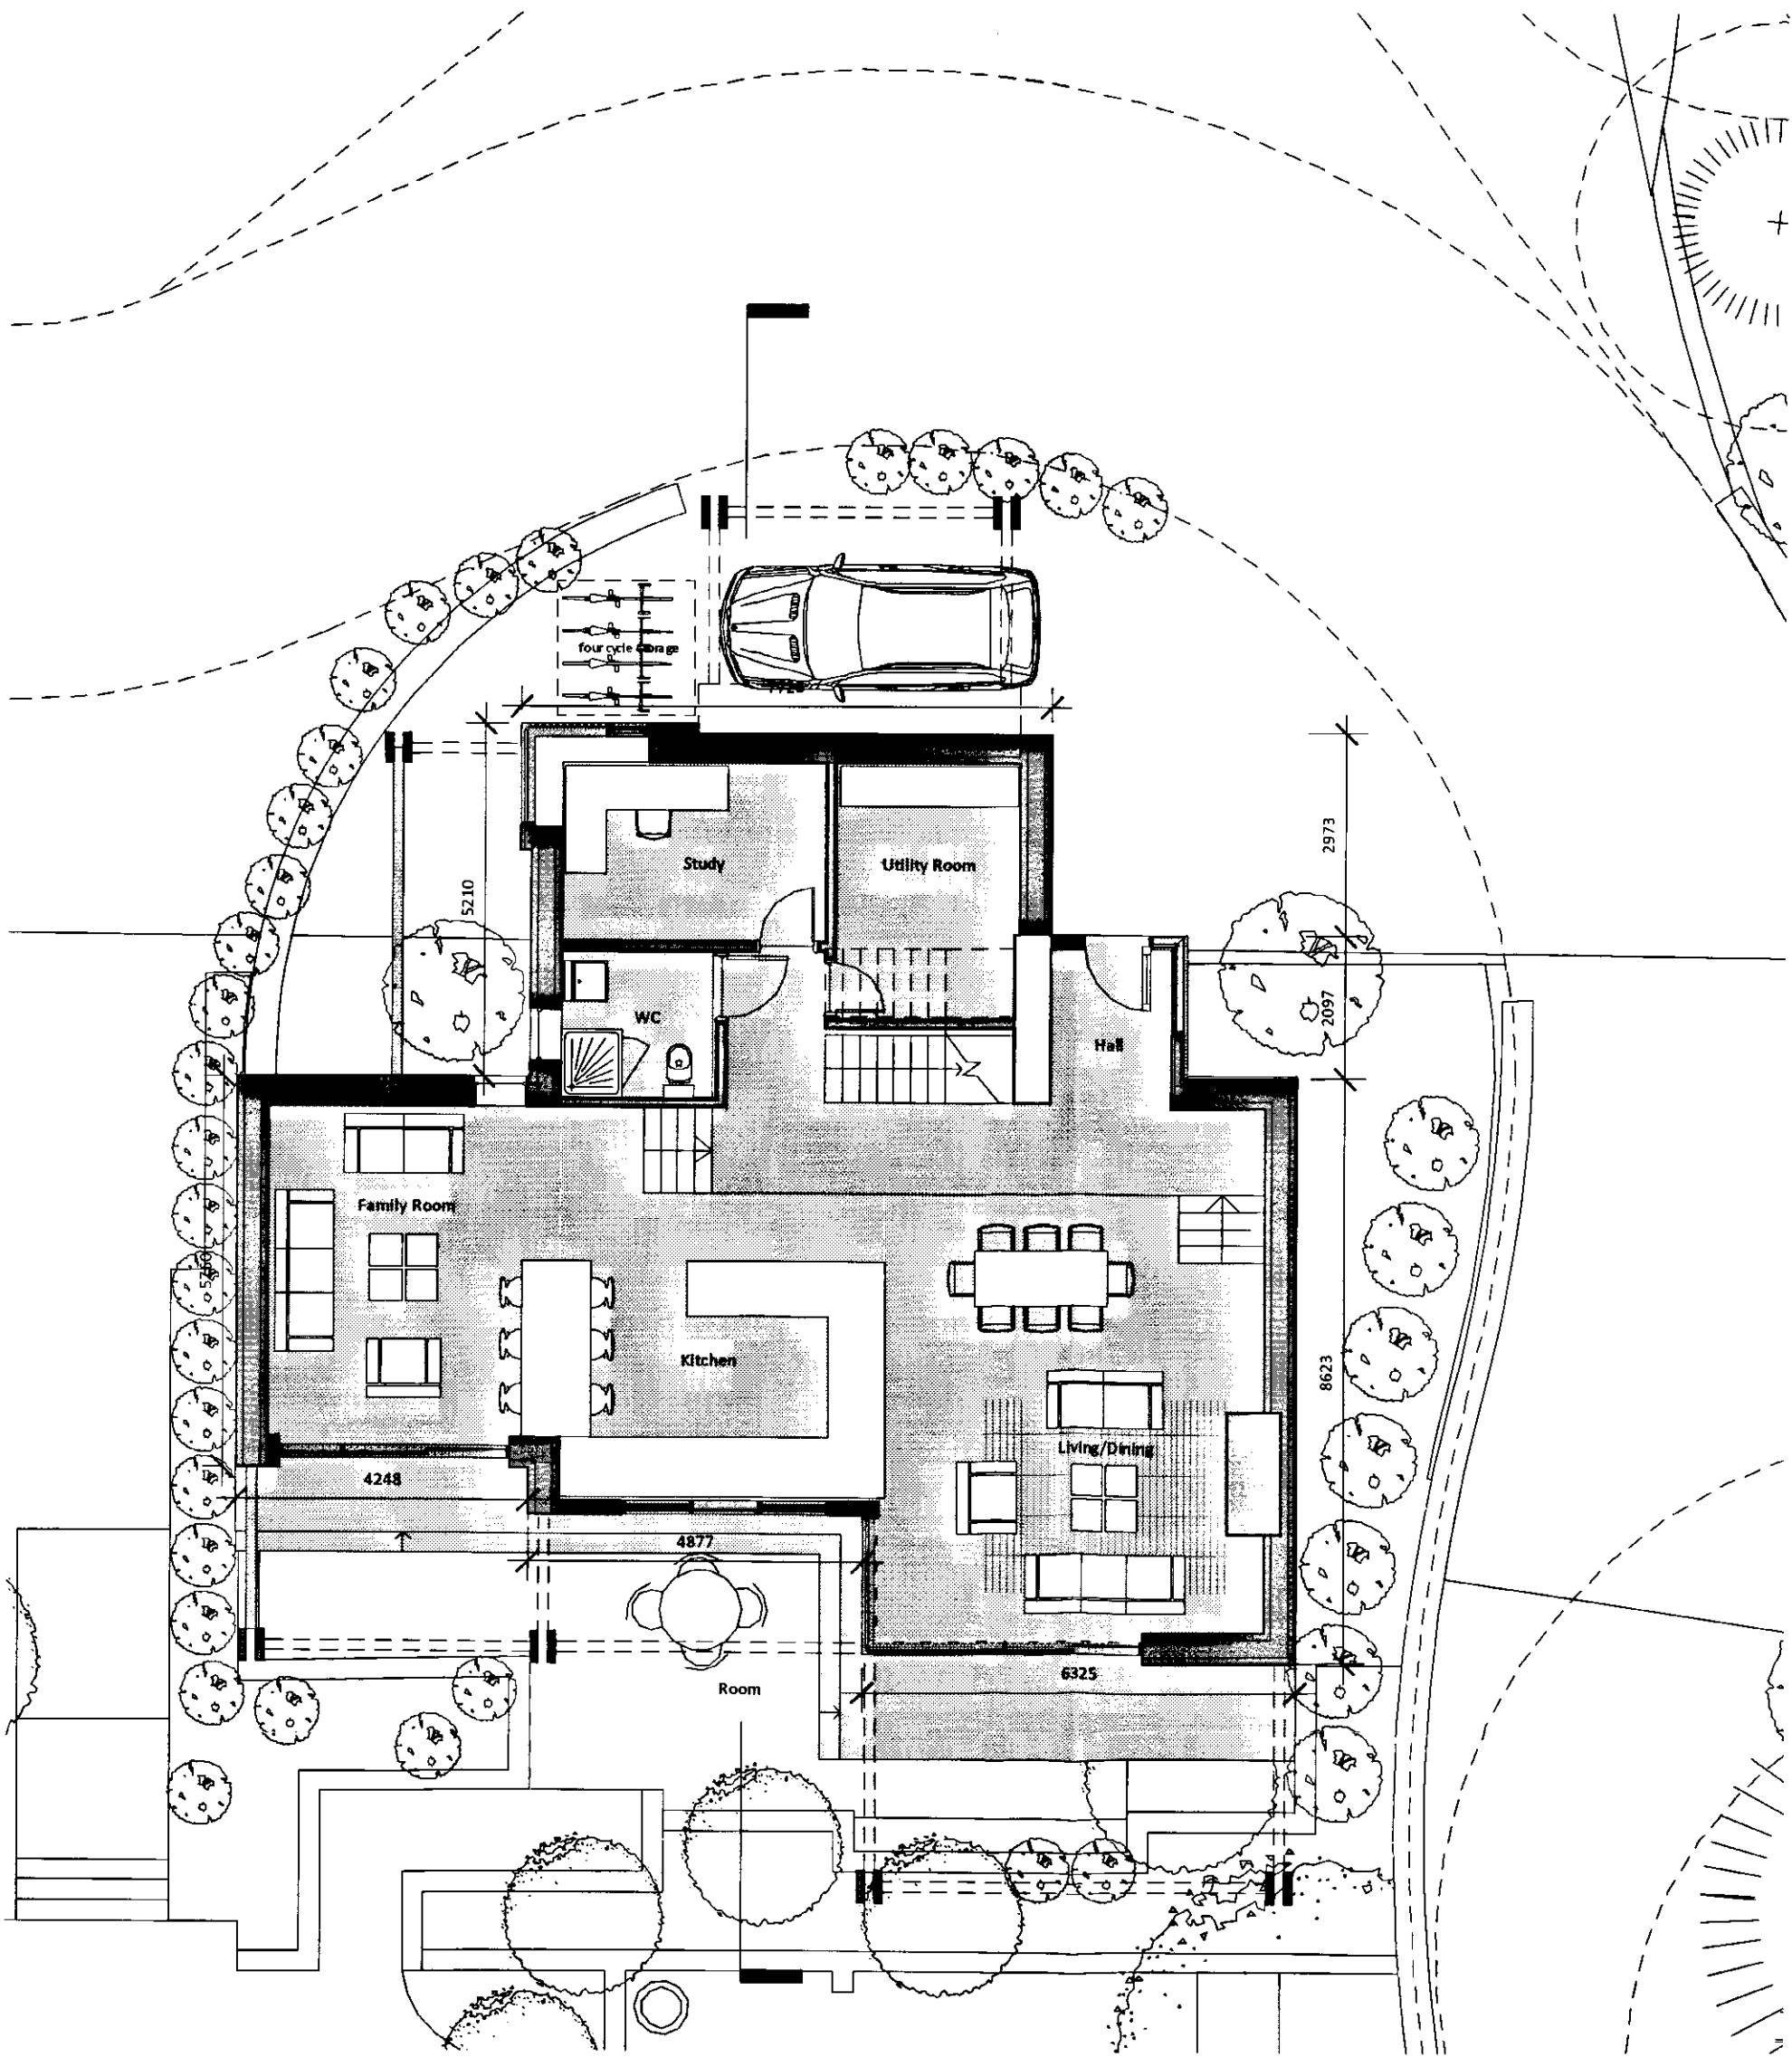 four cycle storage
2973
Study
Utility Room
5210
WC
2097
Hall
Family Room
Kitchen
8623
Living/Dining
4248
4877
6325
Room